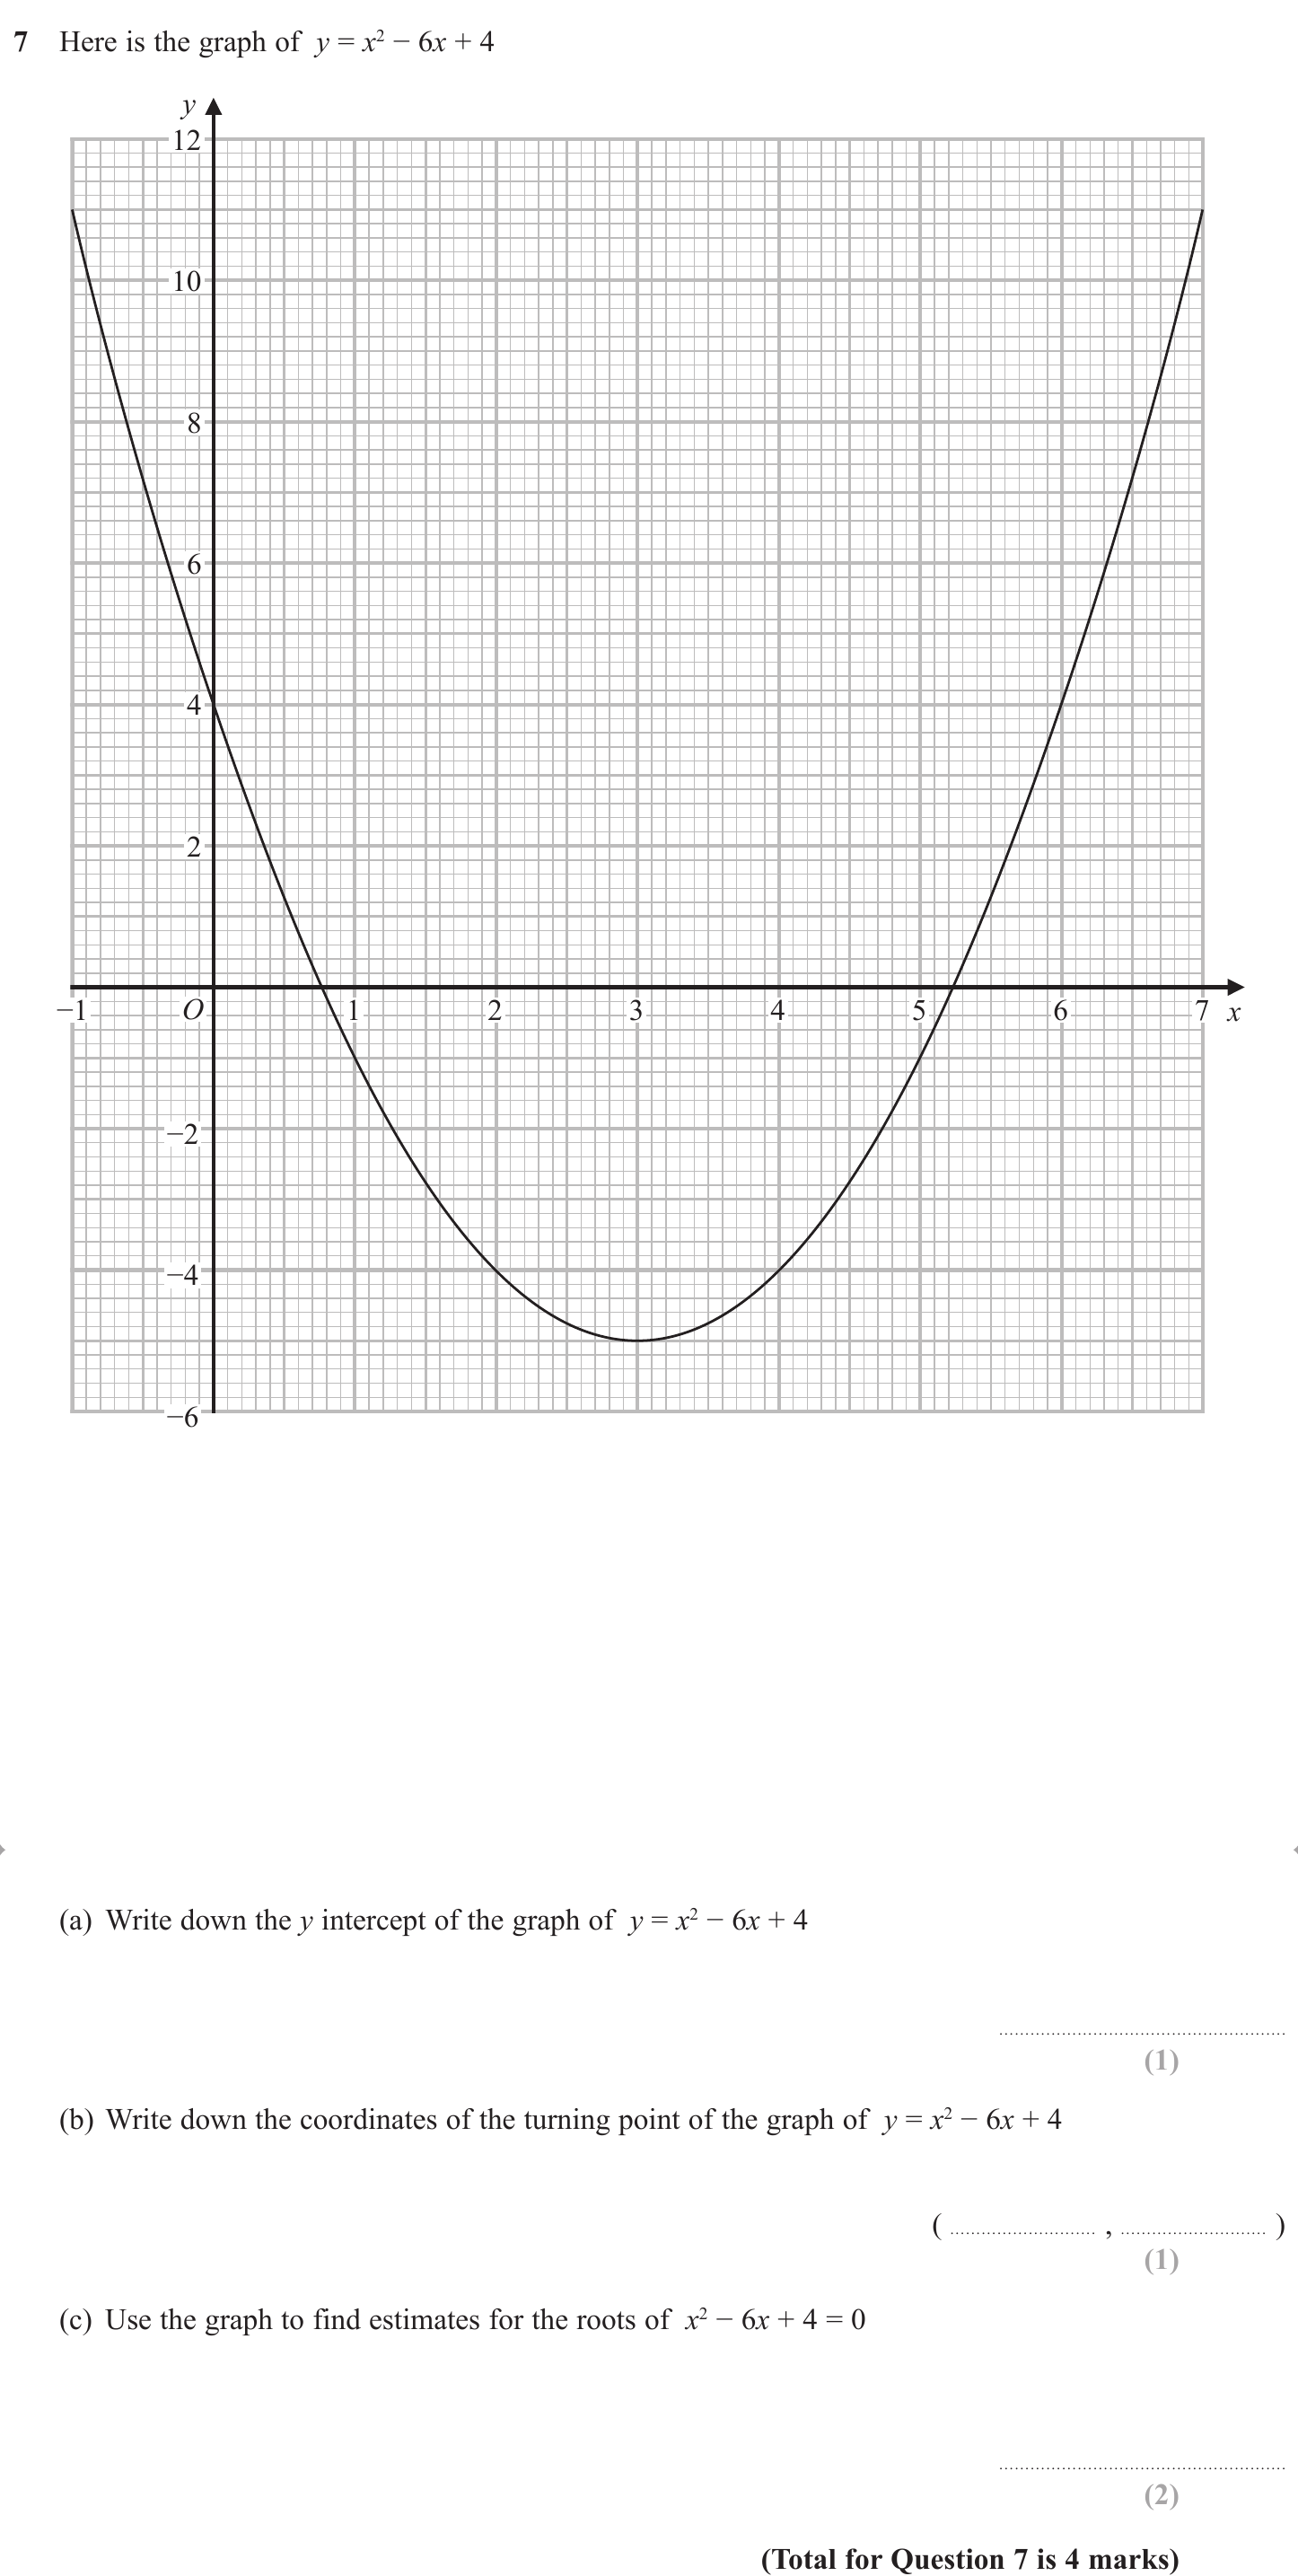 7 Here is the graph of y = x² − 6x + 4
y
12
10
8
6
4
2
−1 O 1 2 3 4 5 6 7 x
−2
−4
−6
(a) Write down the y intercept of the graph of y = x² − 6x + 4
(1)
(b) Write down the coordinates of the turning point of the graph of y = x² − 6x + 4
( .............................. , .............................. )
(1)
(c) Use the graph to find estimates for the roots of x² − 6x + 4 = 0
(2)
(Total for Question 7 is 4 marks)